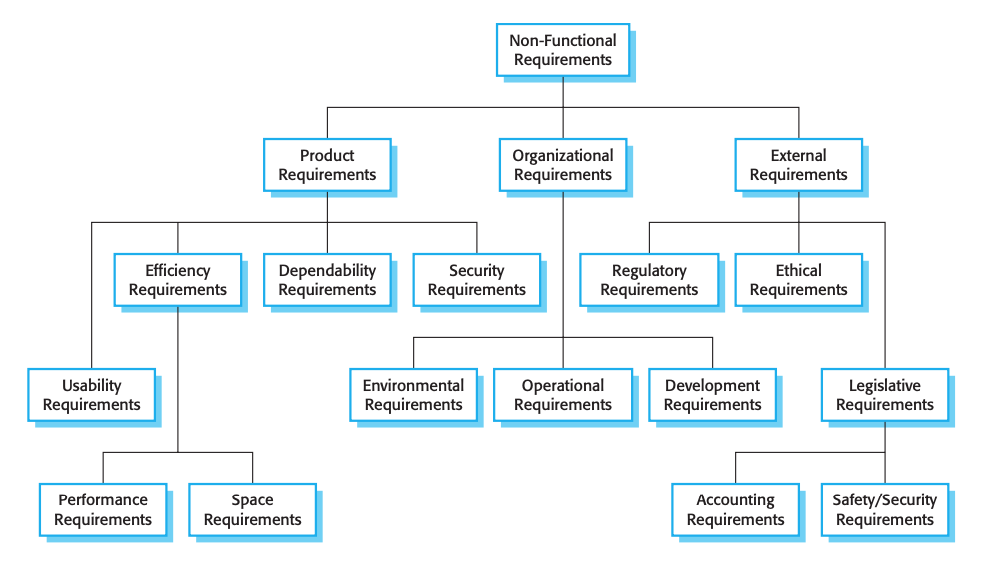 Non-Functional
Requirements
Product
Requirements
Organizational
Requirements
External
Requirements
Efficiency
Requirements
Dependability
Requirements
Security
Requirements
Regulatory
Requirements
Ethical
Requirements
Usability
Requirements
Environmental
Requirements
Operational
Requirements
Development
Requirements
Legislative
Requirements
Performance
Requirements
Space
Requirements
Accounting
Requirements
Safety/Security
Requirements